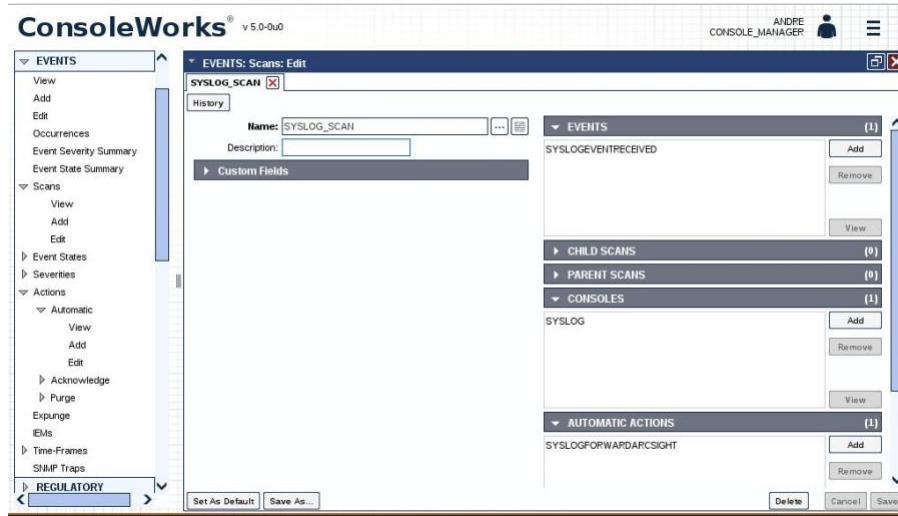 ConsoleWorks® v 5.0-0u0
ANDRE
CONSOLE_MANAGER
EVENTS
View
Add
Edit
Occurrences
Event Severity Summary
Event State Summary
Scans
View
Add
Edit
Event States
Severities
Actions
Automatic
View
Add
Edit
Acknowledge
Purge
Expunge
IEMs
Time-Frames
SNMP Traps
REGULATORY
EVENTS: Scans: Edit
SYSLOG_SCAN
History
Name: SYSLOG_SCAN ...
Description:
Custom Fields
EVENTS (1)
SYSLOGEVENTRECEIVED
Add
Remove
View
CHILD SCANS (0)
PARENT SCANS (0)
CONSOLES (1)
SYSLOG
Add
Remove
View
AUTOMATIC ACTIONS (1)
SYSLOGFORWARDARCSIGHT
Add
Remove
Set As Default Save As... Delete Cancel Save